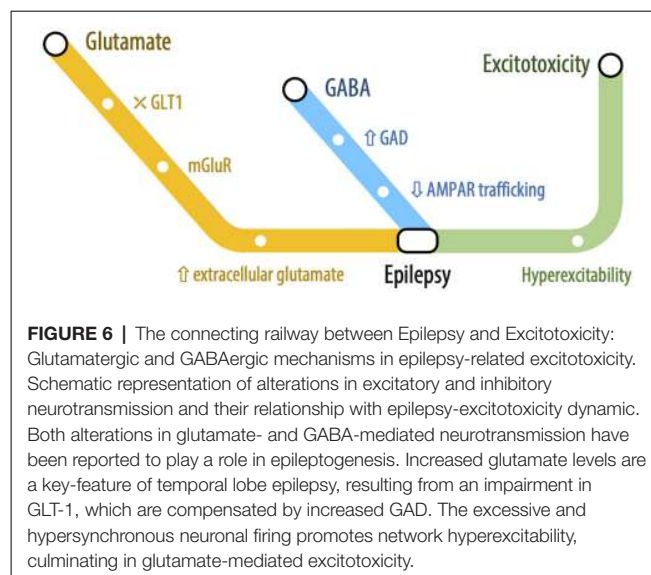 Glutamate
× GLT1
mGluR
⇧ extracellular glutamate
GABA
⇧ GAD
⇩ AMPAR trafficking
Epilepsy
Excitotoxicity
Hyperexcitability
FIGURE 6 | The connecting railway between Epilepsy and Excitotoxicity:
Glutamatergic and GABAergic mechanisms in epilepsy-related excitotoxicity.
Schematic representation of alterations in excitatory and inhibitory
neurotransmission and their relationship with epilepsy-excitotoxicity dynamic.
Both alterations in glutamate- and GABA-mediated neurotransmission have
been reported to play a role in epileptogenesis. Increased glutamate levels are
a key-feature of temporal lobe epilepsy, resulting from an impairment in
GLT-1, which are compensated by increased GAD. The excessive and
hypersynchronous neuronal firing promotes network hyperexcitability,
culminating in glutamate-mediated excitotoxicity.